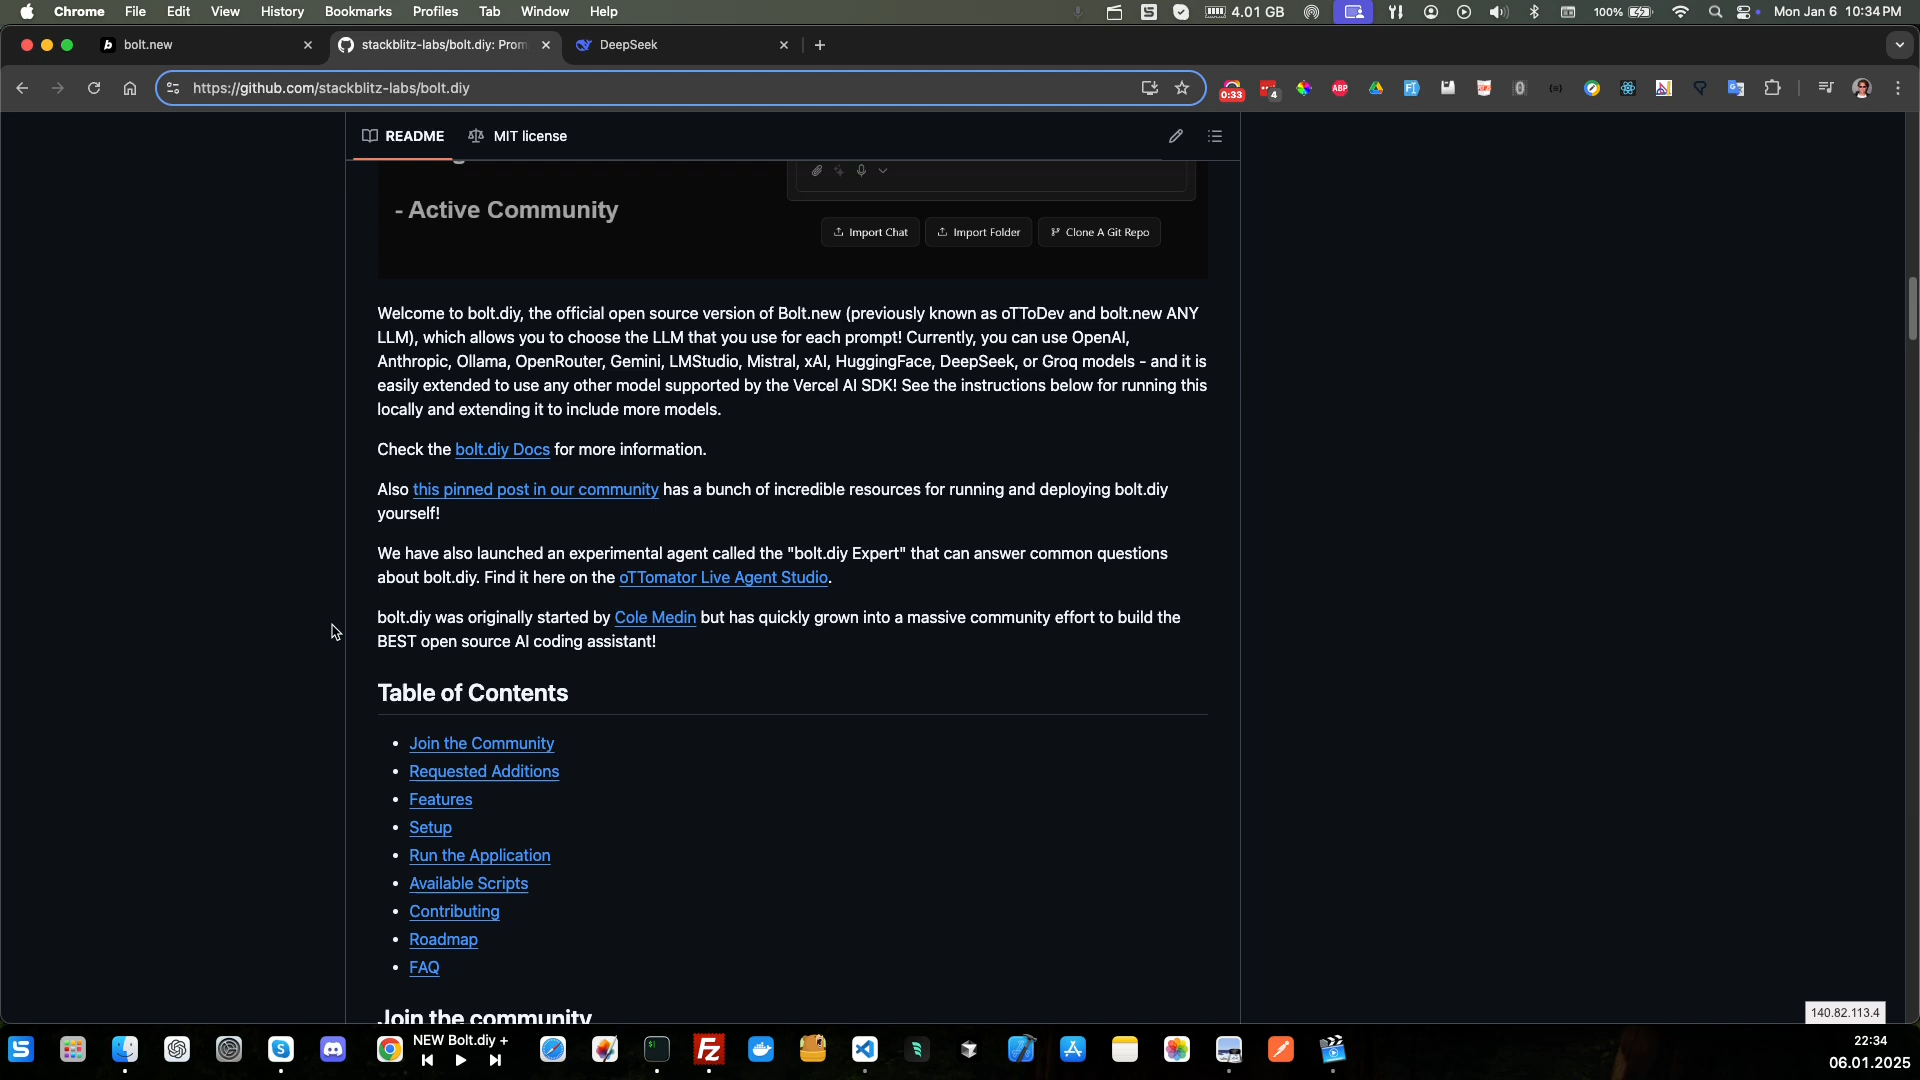 Chrome File Edit View History Bookmarks Profiles Tab Window Help 4.01 GB 100% Mon Jan 6 10:34 PM
bolt.new stackblitz-labs/bolt.diy: Prom DeepSeek
https://github.com/stackblitz-labs/bolt.diy 0:33 4 ABP
README MIT license
- Active Community
Import Chat Import Folder Clone A Git Repo
Welcome to bolt.diy, the official open source version of Bolt.new (previously known as oTToDev and bolt.new ANY
LLM), which allows you to choose the LLM that you use for each prompt! Currently, you can use OpenAI,
Anthropic, Ollama, OpenRouter, Gemini, LMStudio, Mistral, xAI, HuggingFace, DeepSeek, or Groq models - and it is
easily extended to use any other model supported by the Vercel AI SDK! See the instructions below for running this
locally and extending it to include more models.
Check the bolt.diy Docs for more information.
Also this pinned post in our community has a bunch of incredible resources for running and deploying bolt.diy
yourself!
We have also launched an experimental agent called the "bolt.diy Expert" that can answer common questions
about bolt.diy. Find it here on the oTTomator Live Agent Studio.
bolt.diy was originally started by Cole Medin but has quickly grown into a massive community effort to build the
BEST open source AI coding assistant!
Table of Contents
• Join the Community
• Requested Additions
• Features
• Setup
• Run the Application
• Available Scripts
• Contributing
• Roadmap
• FAQ
Join the community
140.82.113.4
NEW Bolt.diy +
22:34
06.01.2025